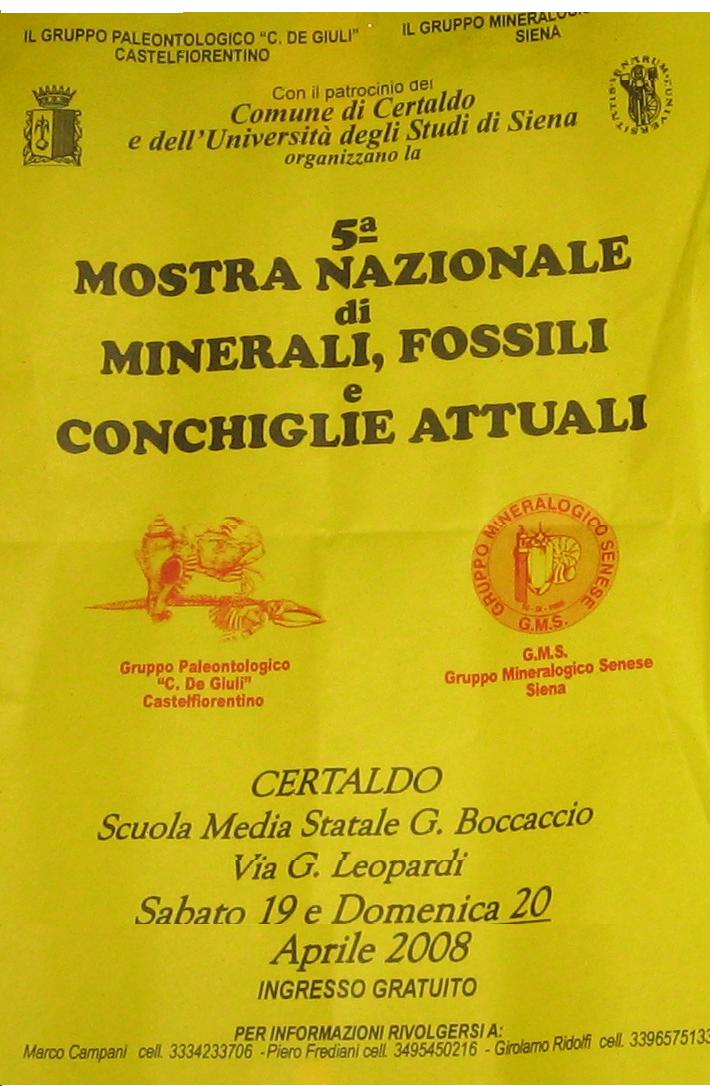 IL GRUPPO PALEONTOLOGICO "C. DE GIULI"
CASTELFIORENTINO
IL GRUPPO
SIENA
Con il patrocinio del
Comune di Certaldo
e dell'Università degli Studi di Siena
organizzano la
5ª
MOSTRA NAZIONALE
di
MINERALI, FOSSILI
e
CONCHIGLIE ATTUALI
GRUPPO MINERALOGICO SENESE
G.M.S.
Gruppo Paleontologico
"C. De Giuli"
Castelfiorentino
G.M.S.
Gruppo Mineralogico Senese
Siena
CERTALDO
Scuola Media Statale G. Boccaccio
Via G. Leopardi
Sabato 19 e Domenica 20
Aprile 2008
INGRESSO GRATUITO
PER INFORMAZIONI RIVOLGERSI A:
Marco Campani cell. 3334233706 - Piero Frediani cell. 3495450216 - Girolamo Ridolfi cell. 3396575133